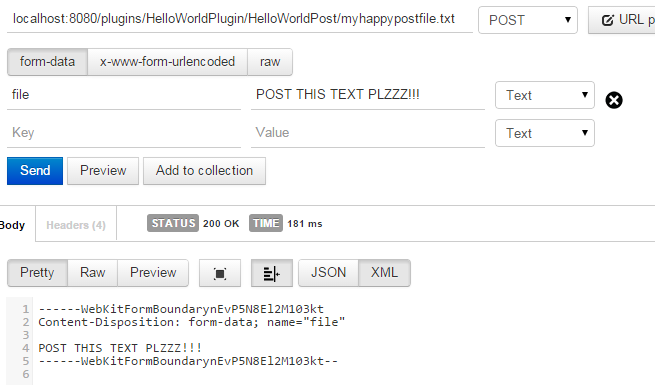 localhost:8080/plugins/HelloWorldPlugin/HelloWorldPost/myhappypostfile.txt POST URL p
form-data x-www-form-urlencoded raw
file POST THIS TEXT PLZZZ!!! Text
Key Value Text
Send Preview Add to collection
Body Headers (4) STATUS 200 OK TIME 181 ms
Pretty Raw Preview JSON XML
1 ------WebKitFormBoundarynEvP5N8El2M103kt
2 Content-Disposition: form-data; name="file"
3
4 POST THIS TEXT PLZZZ!!!
5 ------WebKitFormBoundarynEvP5N8El2M103kt--
6